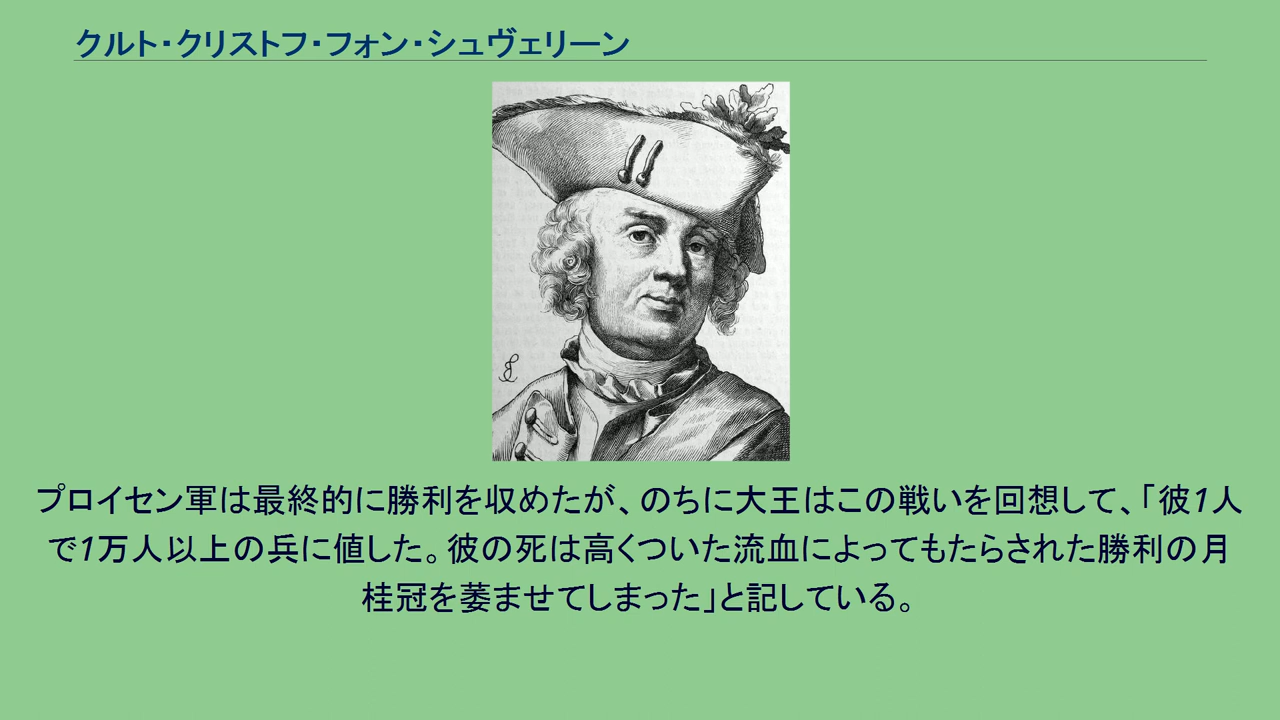 クルト・クリストフ・フォン・シュヴェリーン
プロイセン軍は最終的に勝利を収めたが、のちに大王はこの戦いを回想して、「彼1人
で1万人以上の兵に値した。彼の死は高くついた流血によってもたらされた勝利の月
桂冠を萎ませてしまった」と記している。